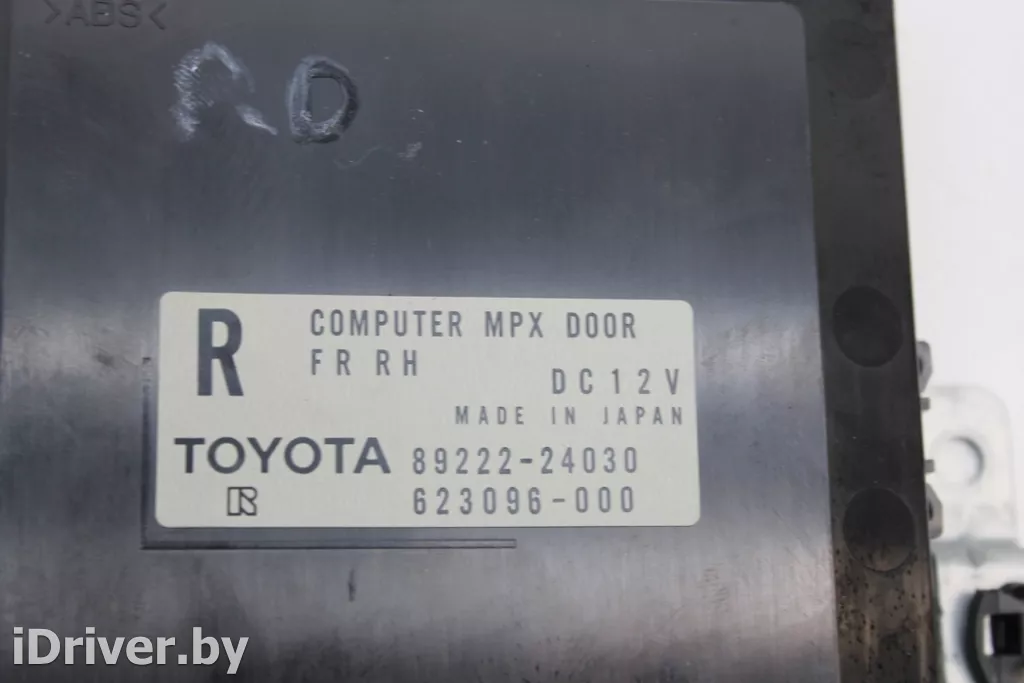 >ABS<
RD
R
COMPUTER MPX DOOR
FR RH
DC12V
MADE IN JAPAN
TOYOTA 89222-24030
R 623096-000
iDriver.by